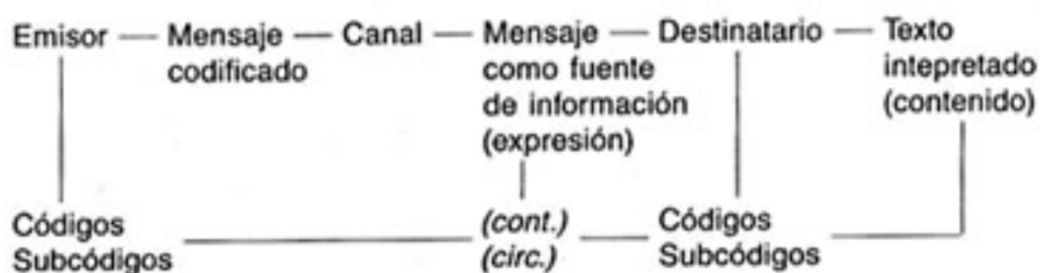 Emisor — Mensaje — Canal — Mensaje — Destinatario — Texto
codificado como fuente intepretado
de información (contenido)
(expresión)
Códigos (cont.) Códigos
Subcódigos (circ.) Subcódigos